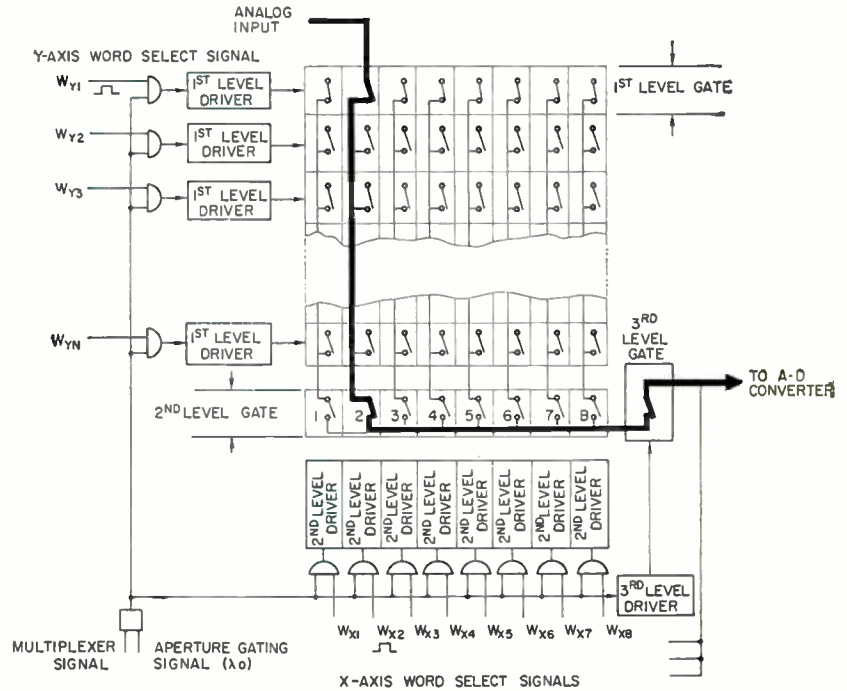 ANALOG
INPUT
Y-AXIS WORD SELECT SIGNAL
WY1
1ST LEVEL
DRIVER
1ST LEVEL GATE
WY2
1ST LEVEL
DRIVER
WY3
1ST LEVEL
DRIVER
WYN
1ST LEVEL
DRIVER
3RD
LEVEL
GATE
TO A-D
CONVERTER
2ND LEVEL GATE
1 2 3 4 5 6 7 8
2ND LEVEL
DRIVER
2ND LEVEL
DRIVER
2ND LEVEL
DRIVER
2ND LEVEL
DRIVER
2ND LEVEL
DRIVER
2ND LEVEL
DRIVER
2ND LEVEL
DRIVER
2ND LEVEL
DRIVER
3RD LEVEL
DRIVER
WX1 WX2 WX3 WX4 WX5 WX6 WX7 WX8
MULTIPLEXER
SIGNAL
APERTURE GATING
SIGNAL (λo)
X-AXIS WORD SELECT SIGNALS